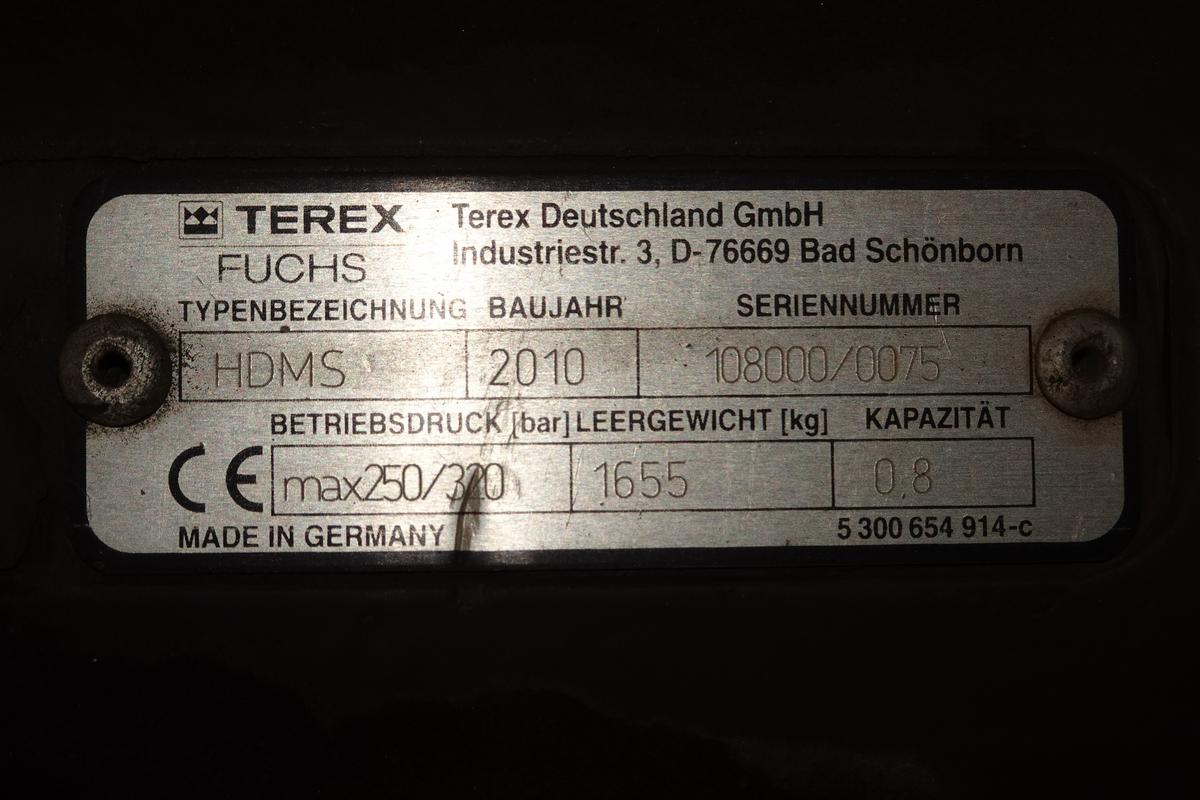 TEREX Terex Deutschland GmbH
FUCHS Industriestr. 3, D-76669 Bad Schönborn
TYPENBEZEICHNUNG BAUJAHR SERIENNUMMER
HDMS 2010 108000/0075
BETRIEBSDRUCK [bar] LEERGEWICHT [kg] KAPAZITÄT
CE max250/320 1655 0,8
MADE IN GERMANY 5 300 654 914-c